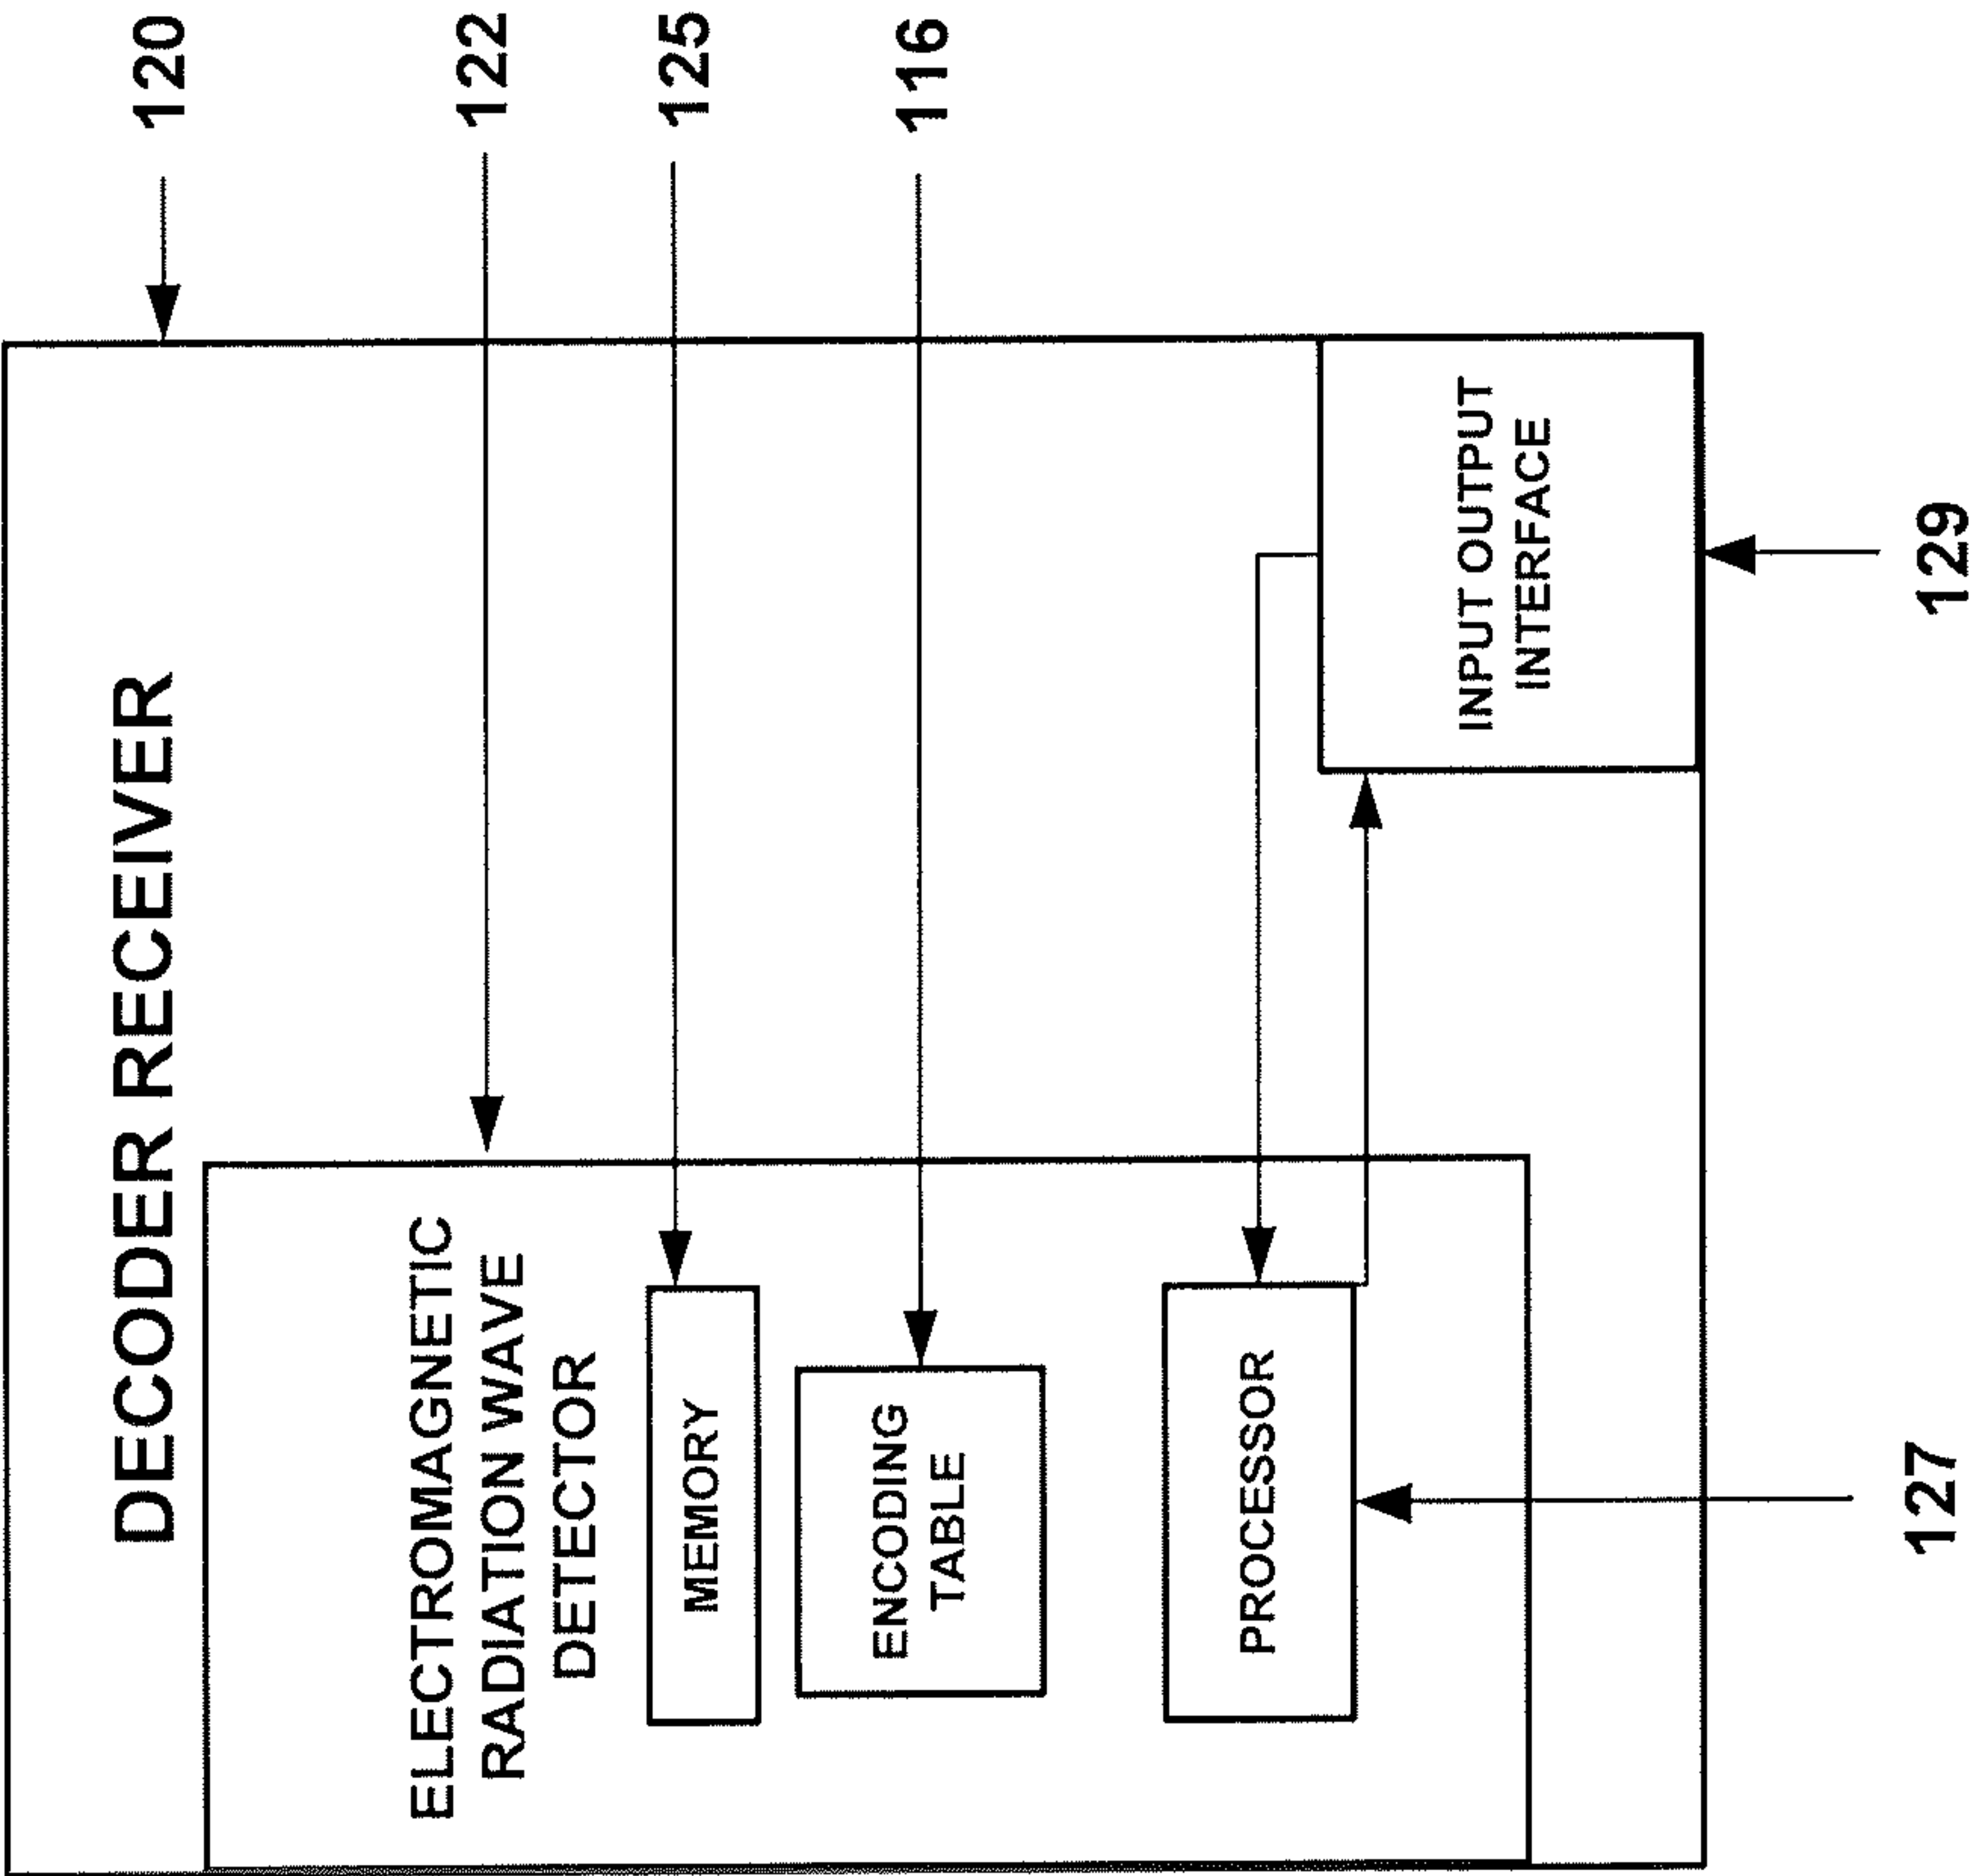 DECODER RECEIVER
120
ELECTROMAGNETIC
RADIATION WAVE
DETECTOR
122
MEMORY
125
ENCODING
TABLE
116
PROCESSOR
INPUT OUTPUT
INTERFACE
127
129